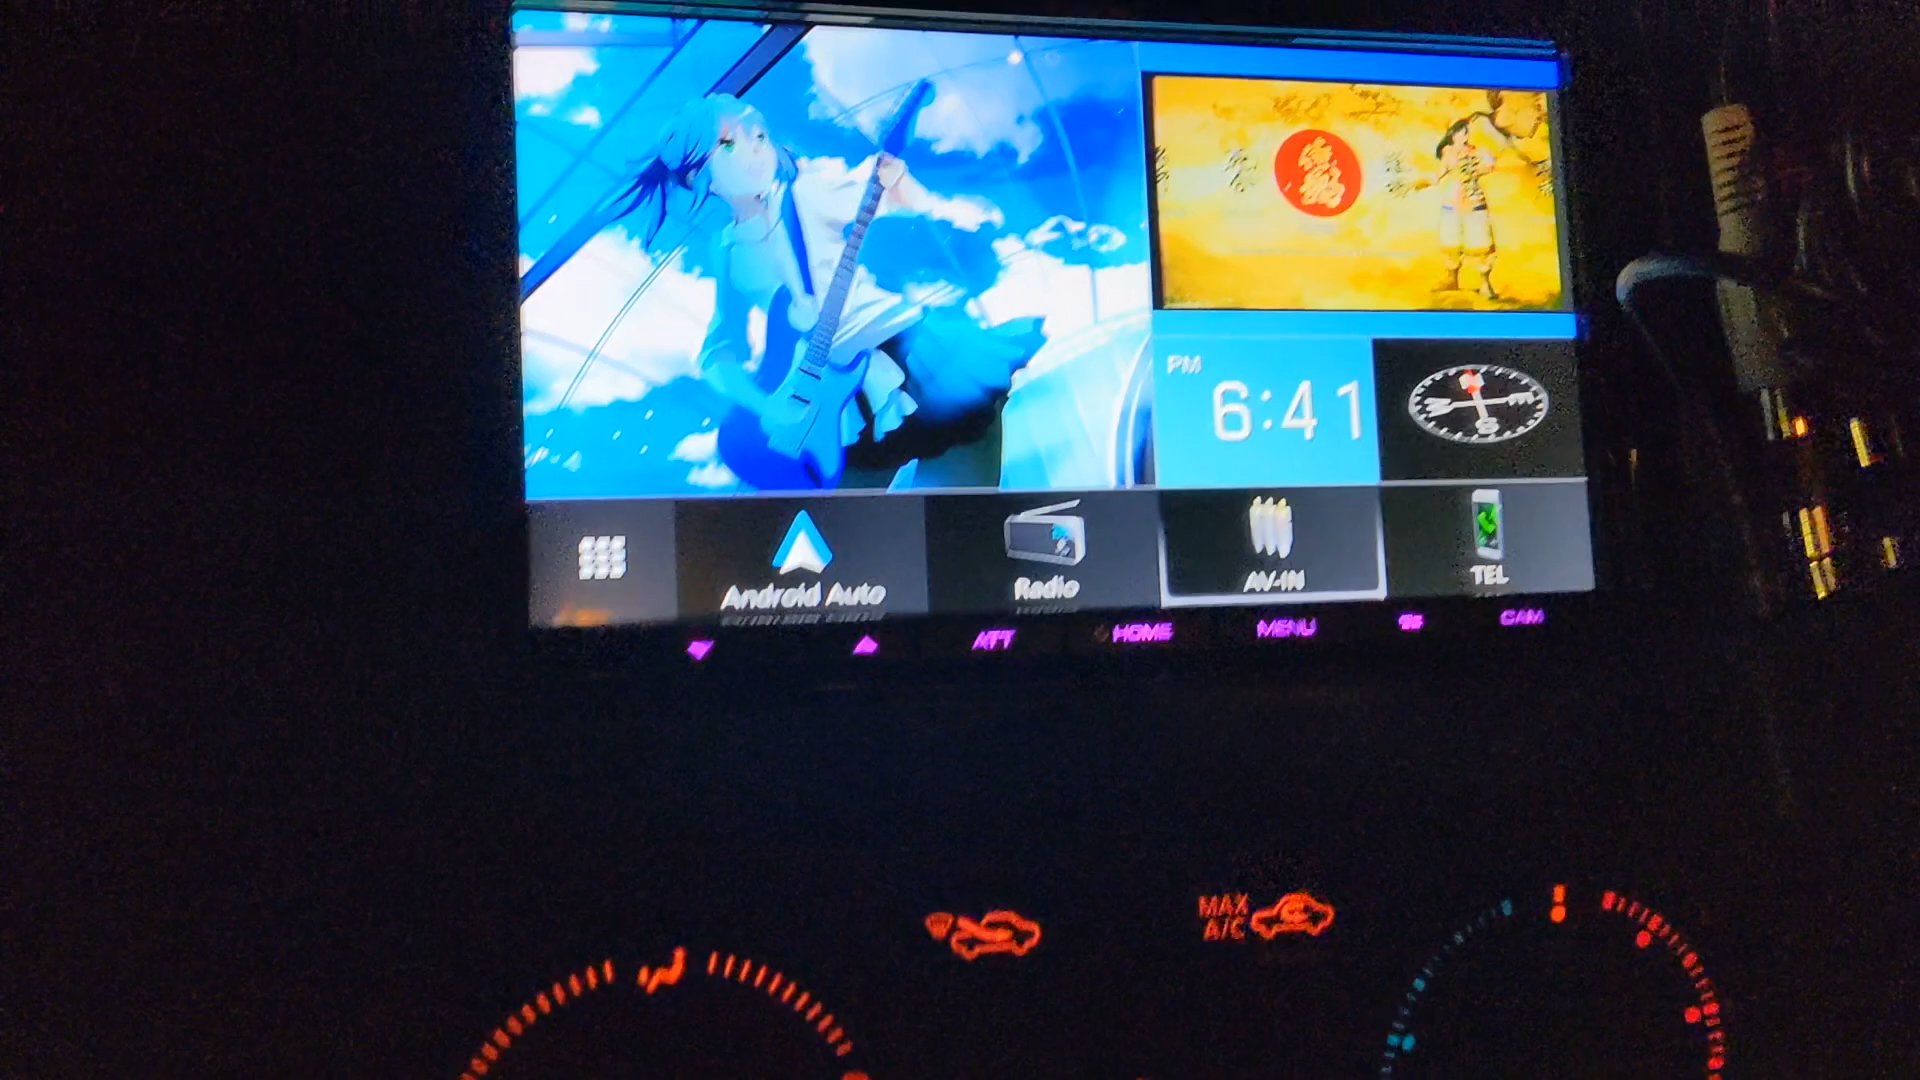 PM
6:41
N
W
E
S
Android Auto
Radio
AV-IN
TEL
ATT
HOME
MENU
CAM
MAX
A/C